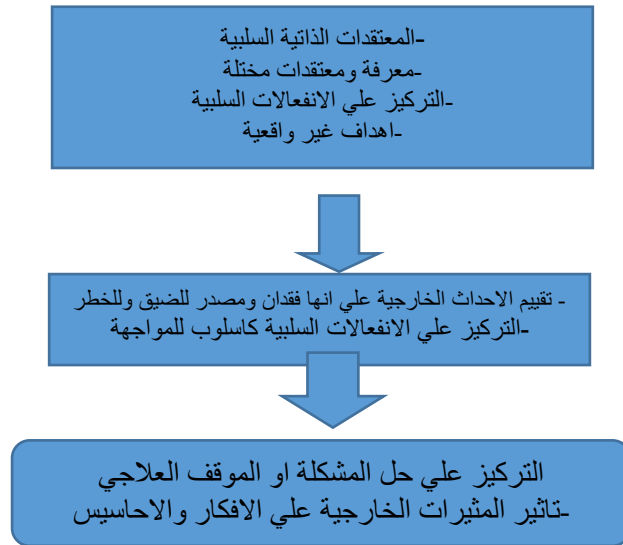 -المعتقدات الذاتية السلبية
-معرفة ومعتقدات مختلة
-التركيز علي الانفعالات السلبية
-اهداف غير واقعية
- تقييم الاحداث الخارجية علي انها فقدان ومصدر للضيق وللخطر
-التركيز علي الانفعالات السلبية كاسلوب للمواجهة
التركيز علي حل المشكلة او الموقف العلاجي
-تاثير المثيرات الخارجية علي الافكار والاحاسيس